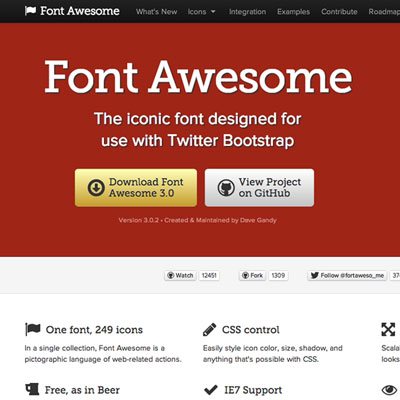 Font Awesome What's New Icons Integration Examples Contribute Roadmap
Font Awesome
The iconic font designed for
use with Twitter Bootstrap
Download Font
Awesome 3.0
View Project
on GitHub
Version 3.0.2 • Created & Maintained by Dave Gandy
Watch 12451 Fork 1309 Follow @fortaweso_me 37
One font, 249 icons
In a single collection, Font Awesome is a
pictographic language of web-related actions.
CSS control
Easily style icon color, size, shadow, and
anything that's possible with CSS.
Scala
looks
Free, as in Beer
IE7 Support